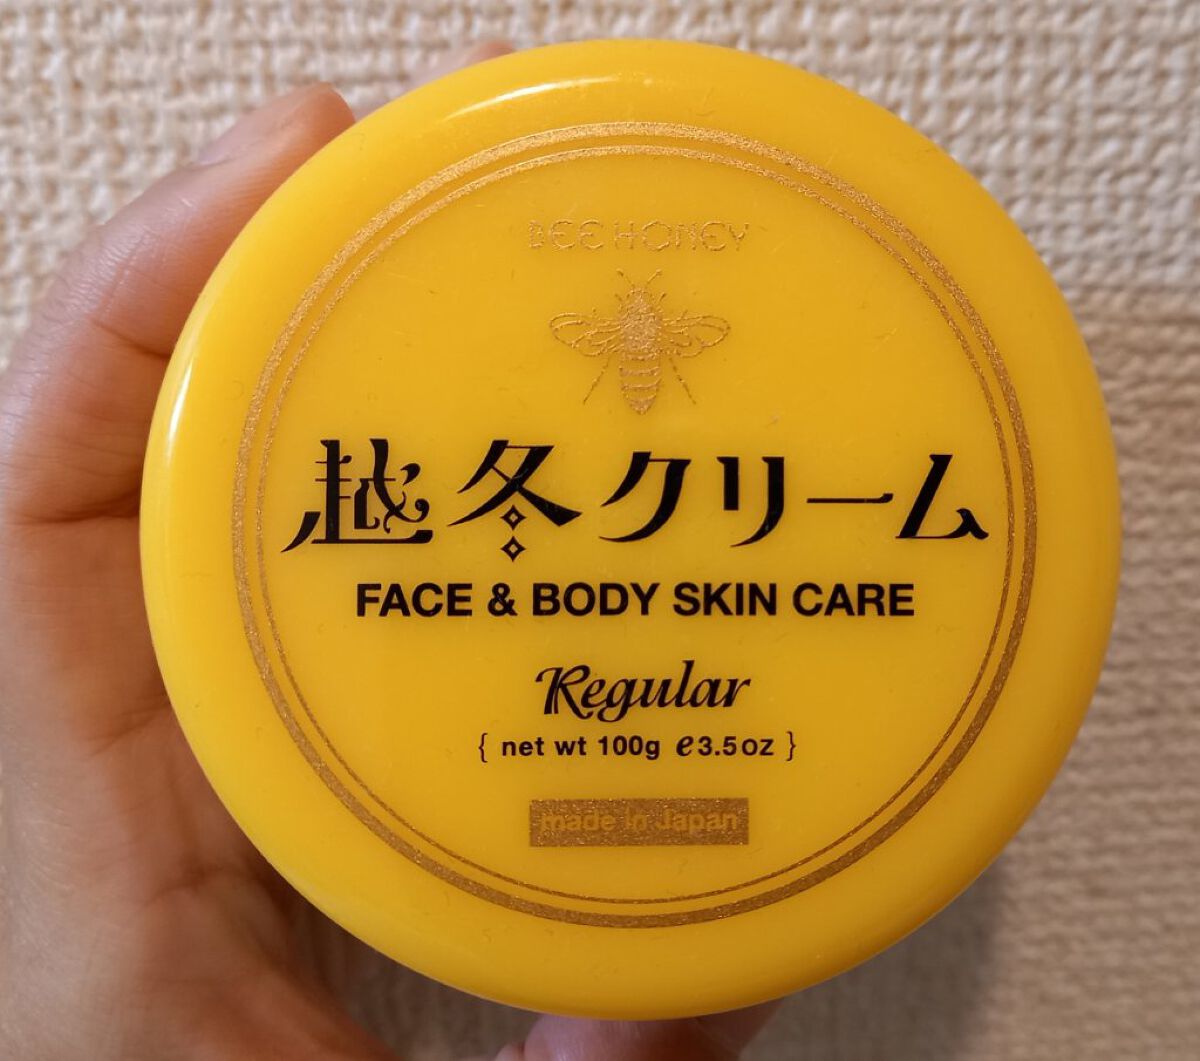 BEE HONEY
越冬クリーム
FACE & BODY SKIN CARE
Regular
{ net wt 100g e3.5oz }
made in Japan